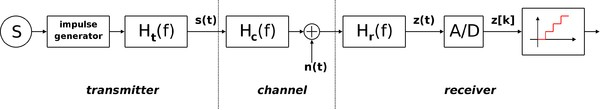 S
impulse
generator
Ht(f)
s(t)
Hc(f)
n(t)
Hr(f)
z(t)
A/D
z[k]
transmitter
channel
receiver